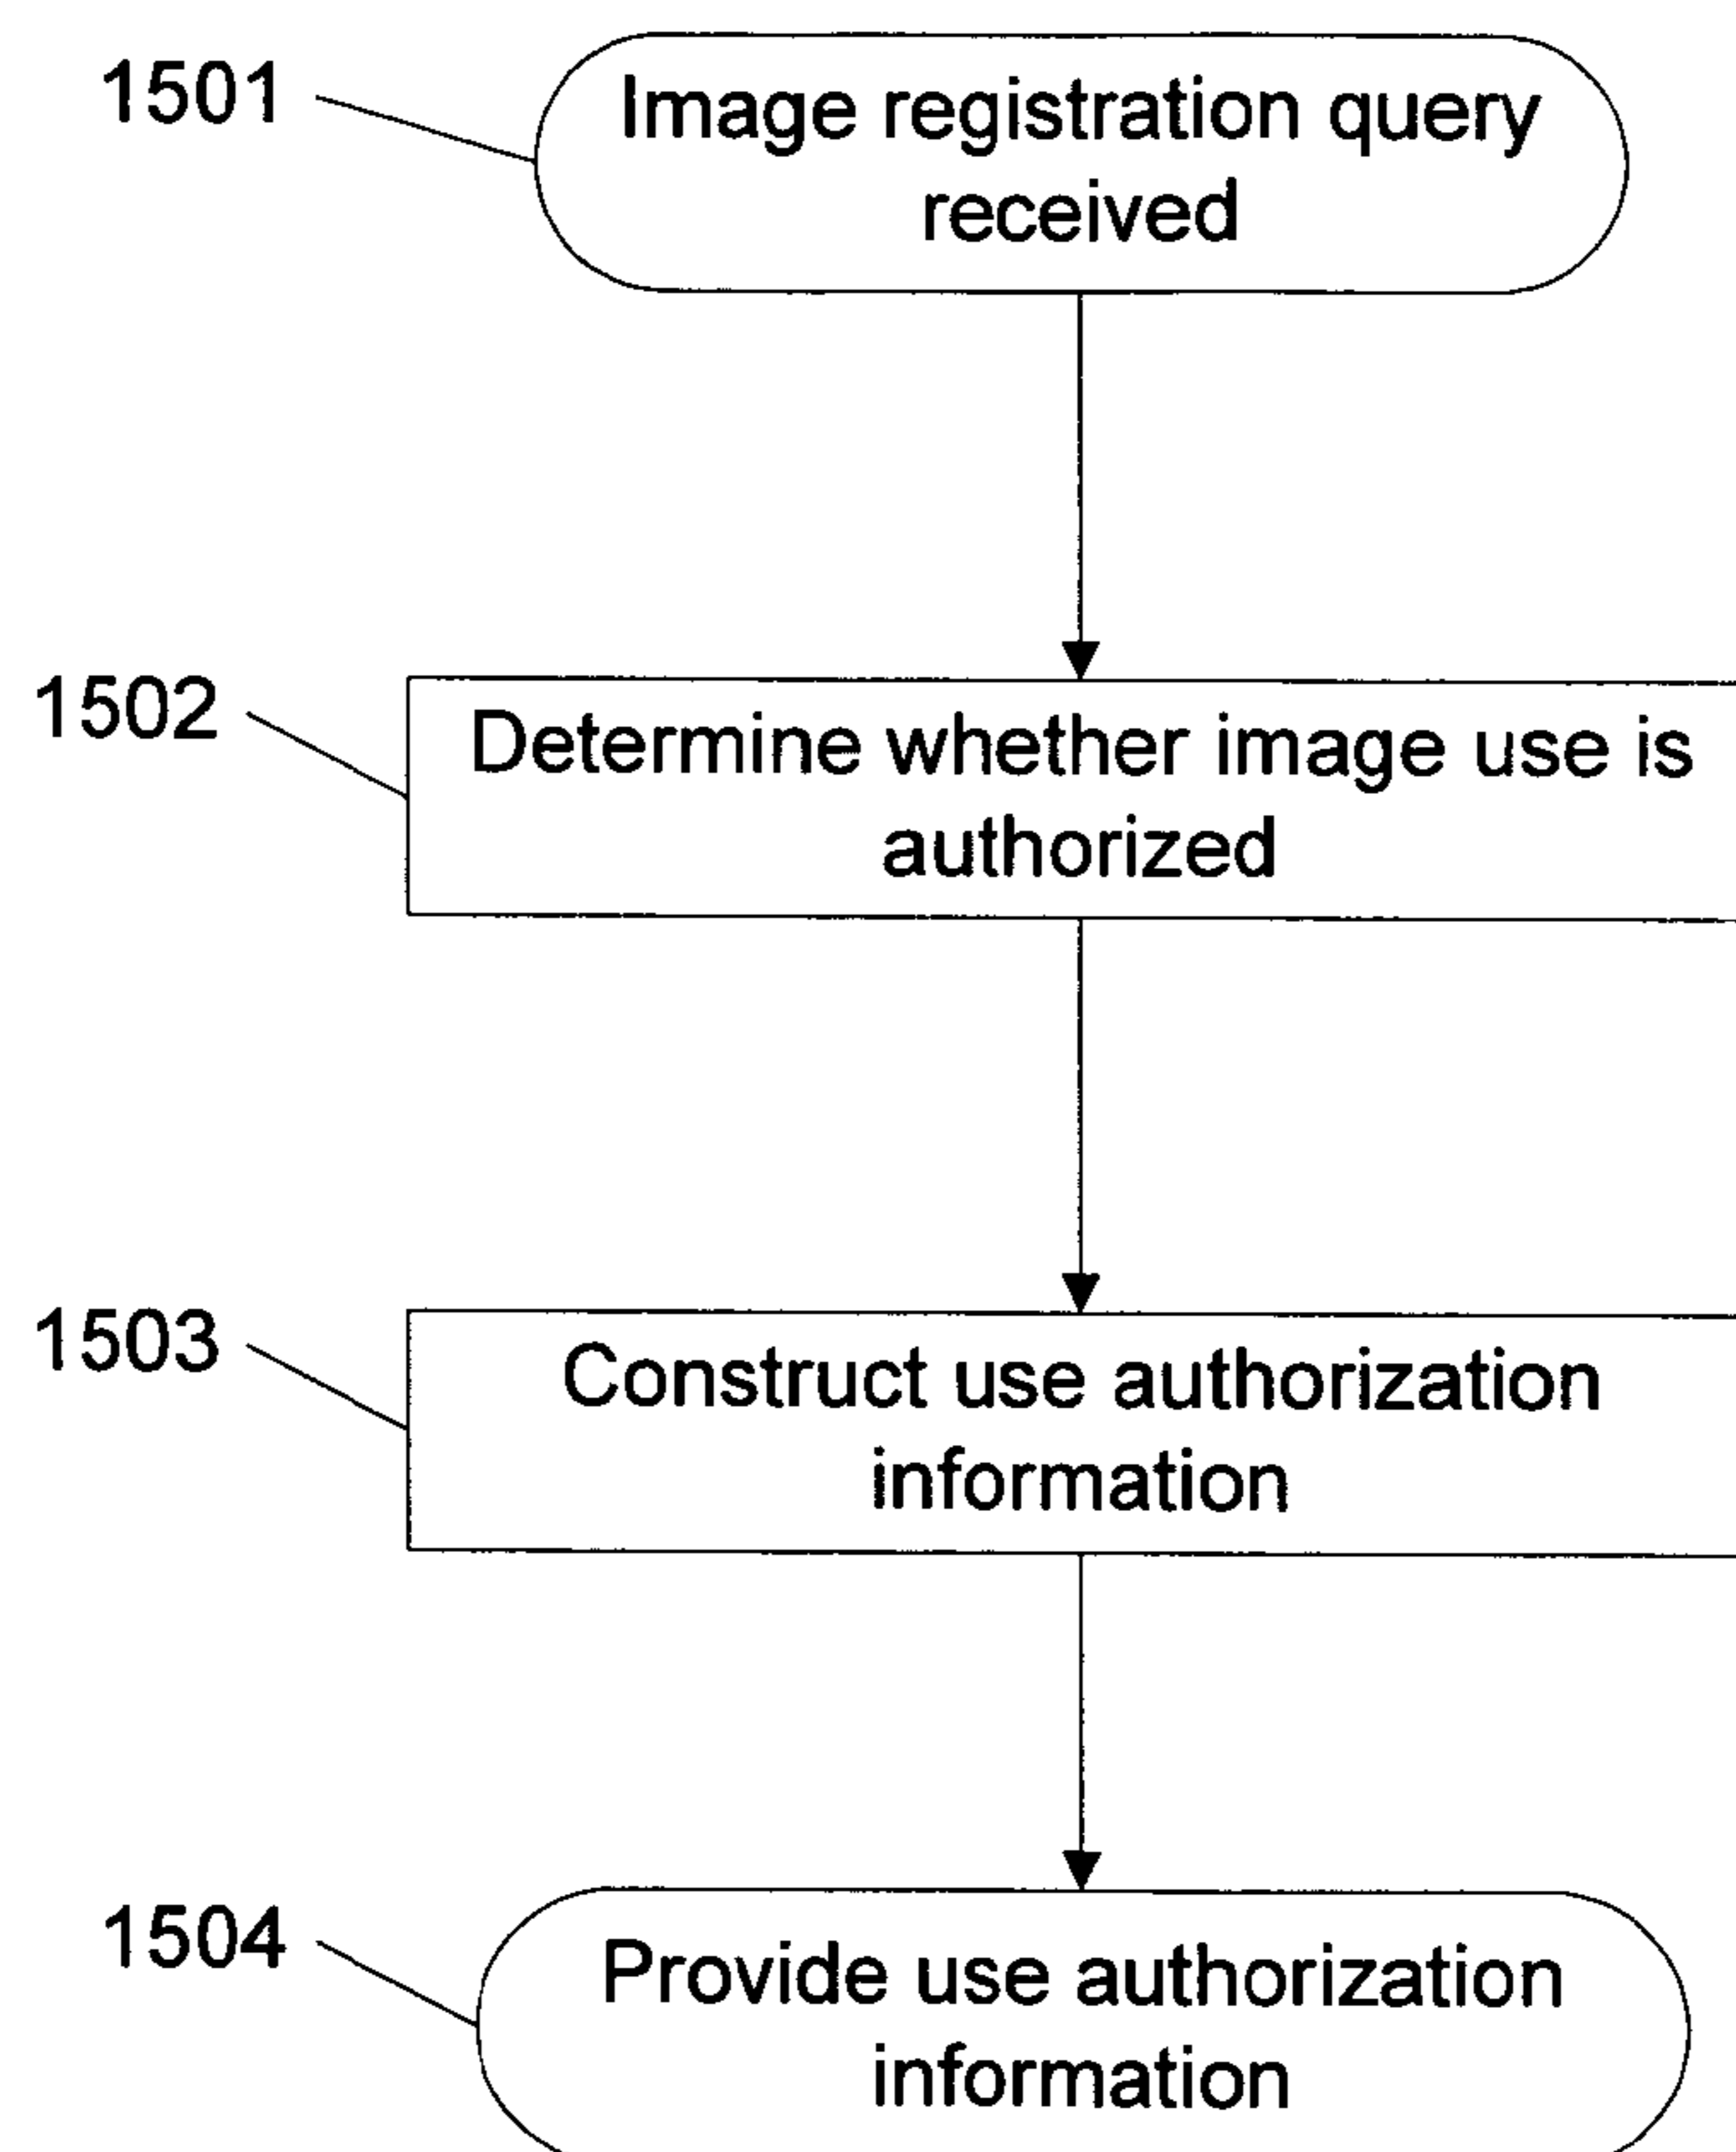 1501
Image registration query
received
1502
Determine whether image use is
authorized
1503
Construct use authorization
information
1504
Provide use authorization
information